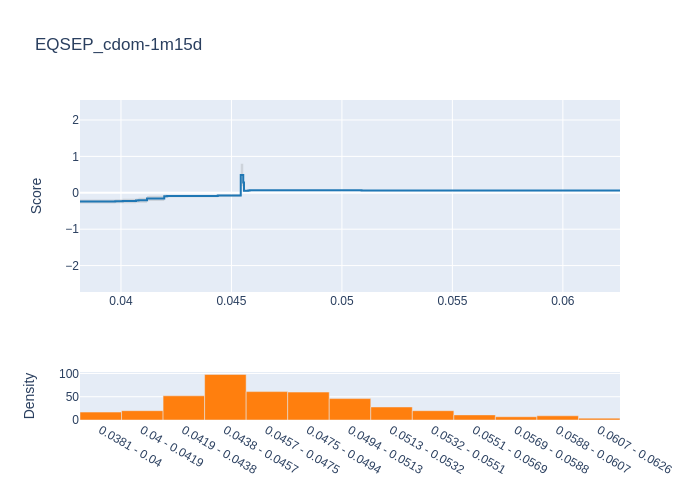 EQSEP_cdom-1m15d
Score
2
1
0
−1
−2
0.04 0.045 0.05 0.055 0.06
Density
100
50
0
0.0381 - 0.04
0.04 - 0.0419
0.0419 - 0.0438
0.0438 - 0.0457
0.0457 - 0.0475
0.0475 - 0.0494
0.0494 - 0.0513
0.0513 - 0.0532
0.0532 - 0.0551
0.0551 - 0.0569
0.0569 - 0.0588
0.0588 - 0.0607
0.0607 - 0.0626